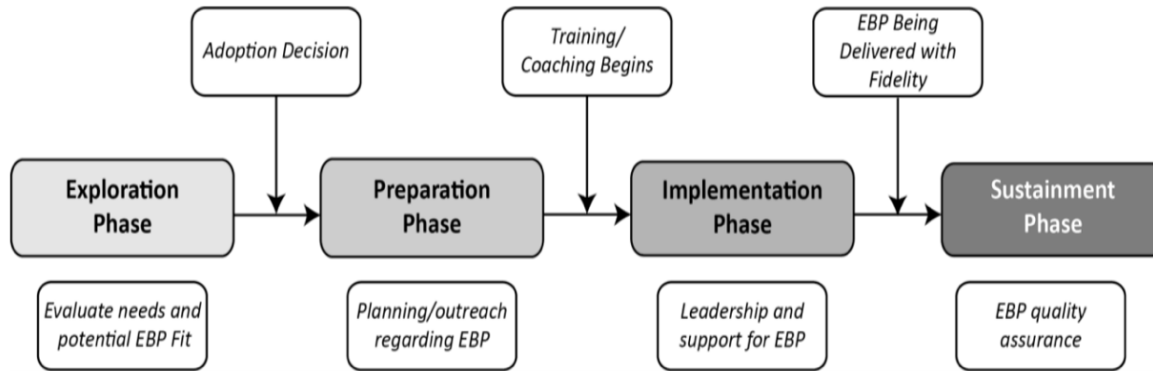 Adoption Decision
Training/
Coaching Begins
EBP Being
Delivered with
Fidelity
Exploration
Phase
Preparation
Phase
Implementation
Phase
Sustainment
Phase
Evaluate needs and
potential EBP Fit
Planning/outreach
regarding EBP
Leadership and
support for EBP
EBP quality
assurance